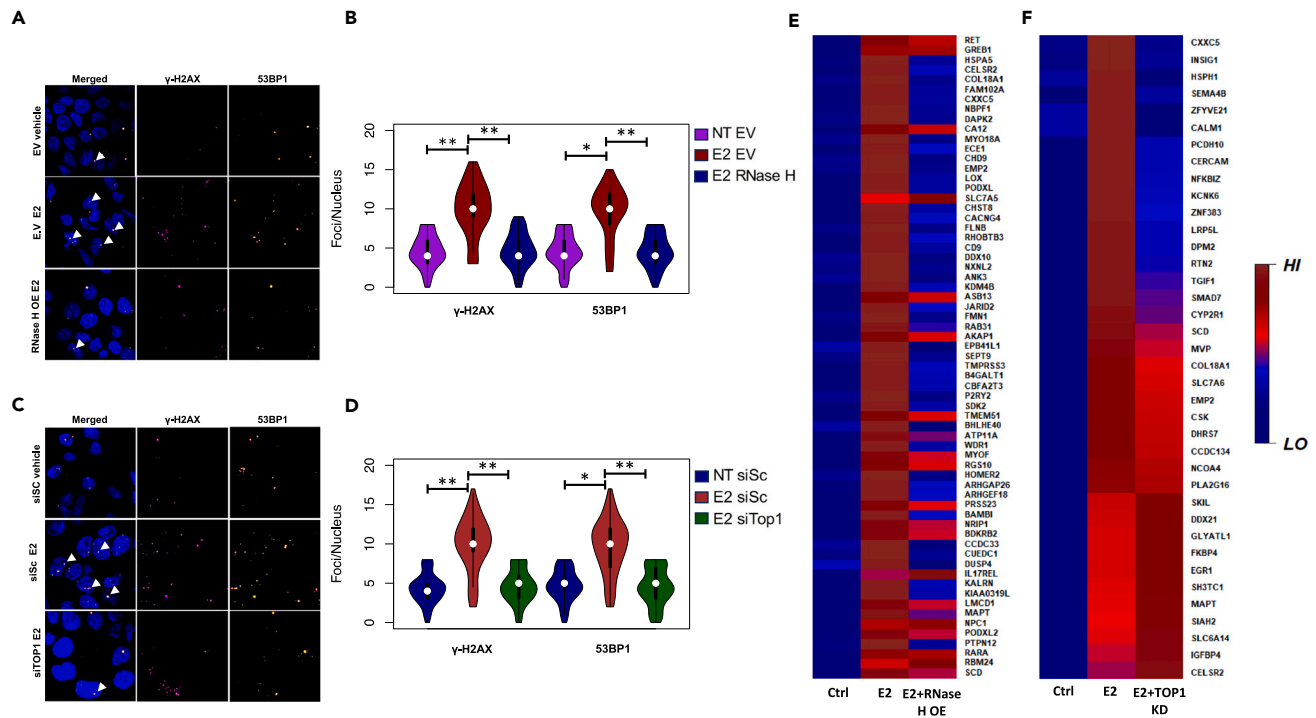 A
Merged
γ-H2AX
53BP1
EV vehicle
E.V E2
RNase H OE E2
B
Foci/Nucleus
20
15
10
5
0
**
**
*
**
γ-H2AX
53BP1
NT EV
E2 EV
E2 RNase H
C
Merged
γ-H2AX
53BP1
siSC vehicle
siSc E2
siTOP1 E2
D
Foci/Nucleus
20
15
10
5
0
**
**
*
**
γ-H2AX
53BP1
NT siSc
E2 siSc
E2 siTop1
E
RET
GREB1
HSPA5
CELSR2
COL18A1
FAM102A
CXXC5
NBPF1
DAPK2
CA12
MYO18A
ECE1
CHD9
EMP2
LOX
PODXL
SLC7A5
CHST8
CACNG4
FLNB
RHOBTB3
CD9
DDX10
NXNL2
ANK3
KDM4B
ASB13
JARID2
FMN1
RAB31
AKAP1
EPB41L1
SEPT9
TMPRSS3
B4GALT1
CBFA2T3
P2RY2
SDK2
TMEM51
BHLHE40
ATP11A
WDR1
MYOF
RGS10
HOMER2
ARHGAP26
ARHGEF18
PRSS23
BAMBI
NRIP1
BDKRB2
CCDC33
CUEDC1
DUSP4
IL17REL
KALRN
KIAA0319L
LMCD1
MAPT
NPC1
PODXL2
PTPN12
RARA
RBM24
SCD
Ctrl
E2
E2+RNase
H OE
F
CXXC5
INSIG1
HSPH1
SEMA4B
ZFYVE21
CALM1
PCDH10
CERCAM
NFKBIZ
KCNK6
ZNF383
LRP5L
DPM2
RTN2
TGIF1
SMAD7
CYP2R1
SCD
MVP
COL18A1
SLC7A6
EMP2
CSK
DHRS7
CCDC134
NCOA4
PLA2G16
SKIL
DDX21
GLYATL1
FKBP4
EGR1
SH3TC1
MAPT
SIAH2
SLC6A14
IGFBP4
CELSR2
Ctrl
E2
E2+TOP1
KD
HI
LO